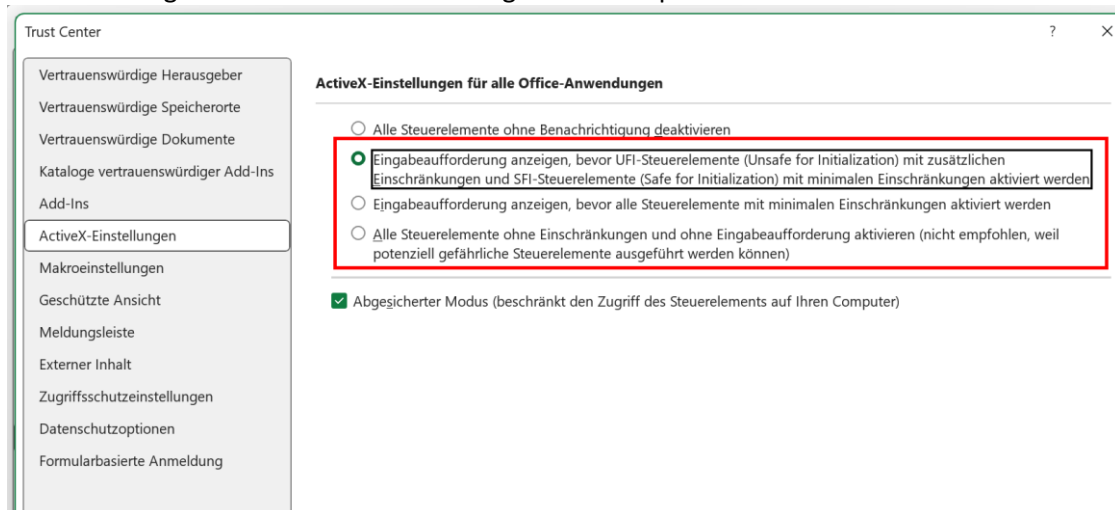 Trust Center
?
X
Vertrauenswürdige Herausgeber
Vertrauenswürdige Speicherorte
Vertrauenswürdige Dokumente
Kataloge vertrauenswürdiger Add-Ins
Add-Ins
ActiveX-Einstellungen
Makroeinstellungen
Geschützte Ansicht
Meldungsleiste
Externer Inhalt
Zugriffsschutzeinstellungen
Datenschutzoptionen
Formularbasierte Anmeldung
ActiveX-Einstellungen für alle Office-Anwendungen
Alle Steuerelemente ohne Benachrichtigung deaktivieren
Eingabeaufforderung anzeigen, bevor UFI-Steuerelemente (Unsafe for Initialization) mit zusätzlichen
Einschränkungen und SFI-Steuerelemente (Safe for Initialization) mit minimalen Einschränkungen aktiviert werden
Eingabeaufforderung anzeigen, bevor alle Steuerelemente mit minimalen Einschränkungen aktiviert werden
Alle Steuerelemente ohne Einschränkungen und ohne Eingabeaufforderung aktivieren (nicht empfohlen, weil
potenziell gefährliche Steuerelemente ausgeführt werden können)
Abgesicherter Modus (beschränkt den Zugriff des Steuerelements auf Ihren Computer)